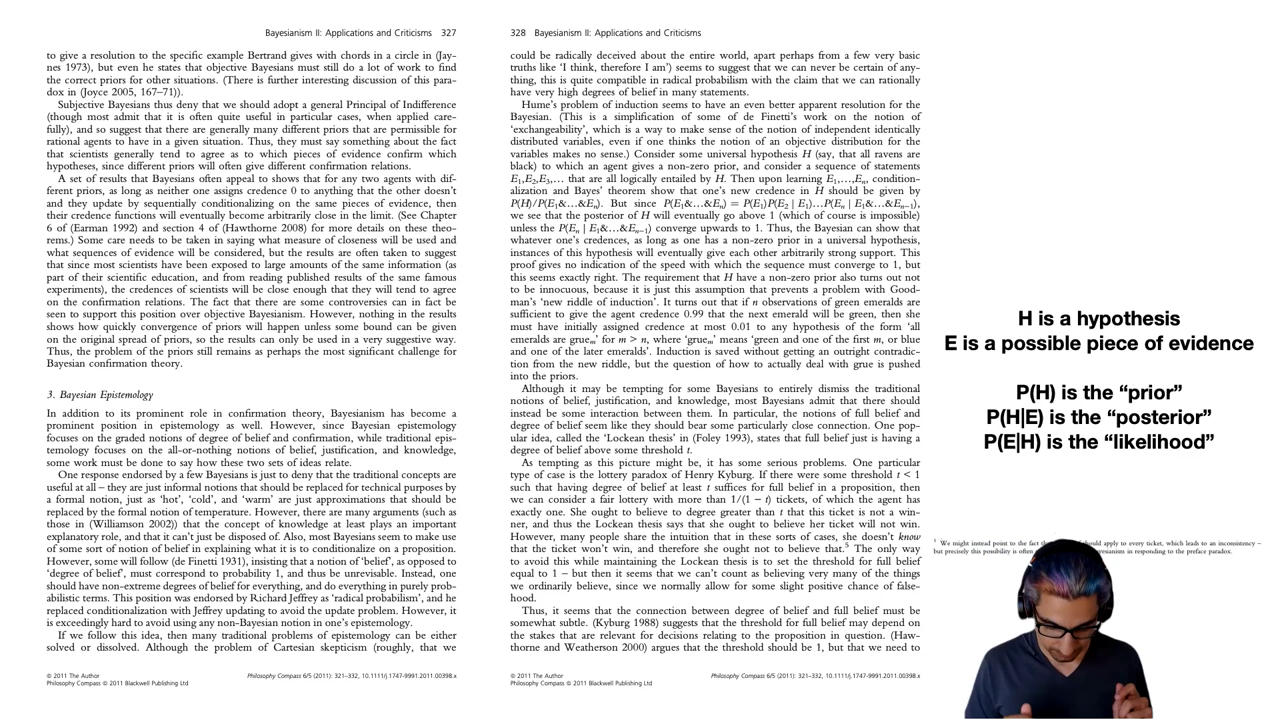 Bayesianism II: Applications and Criticisms 327
to give a resolution to the specific example Bertrand gives with chords in a circle in (Jay-
nes 1973), but even he states that objective Bayesians must still do a lot of work to find
the correct priors for other situations. (There is further interesting discussion of this para-
dox in (Joyce 2005, 167–71)).
Subjective Bayesians thus deny that we should adopt a general Principal of Indifference
(though most admit that it is often quite useful in particular cases, when applied care-
fully), and so suggest that there are generally many different priors that are permissible for
rational agents to have in a given situation. Thus, they must say something about the fact
that scientists generally tend to agree as to which pieces of evidence confirm which
hypotheses, since different priors will often give different confirmation relations.
A set of results that Bayesians often appeal to shows that for any two agents with dif-
ferent priors, as long as neither one assigns credence 0 to anything that the other doesn't
and they update by sequentially conditionalizing on the same pieces of evidence, then
their credence functions will eventually become arbitrarily close in the limit. (See Chapter
6 of (Earman 1992) and section 4 of (Hawthorne 2008) for more details on these theo-
rems.) Some care needs to be taken in saying what measure of closeness will be used and
what sequences of evidence will be considered, but the results are often taken to suggest
that since most scientists have been exposed to large amounts of the same information (as
part of their scientific education, and from reading published results of the same famous
experiments), the credences of scientists will be close enough that they will tend to agree
on the confirmation relations. The fact that there are some controversies can in fact be
seen to support this position over objective Bayesianism. However, nothing in the results
shows how quickly convergence of priors will happen unless some bound can be given
on the original spread of priors, so the results can only be used in a very suggestive way.
Thus, the problem of the priors still remains as perhaps the most significant challenge for
Bayesian confirmation theory.
3. Bayesian Epistemology
In addition to its prominent role in confirmation theory, Bayesianism has become a
prominent position in epistemology as well. However, since Bayesian epistemology
focuses on the graded notions of degree of belief and confirmation, while traditional epis-
temology focuses on the all-or-nothing notions of belief, justification, and knowledge,
some work must be done to say how these two sets of ideas relate.
One response endorsed by a few Bayesians is just to deny that the traditional concepts are
useful at all – they are just informal notions that should be replaced for technical purposes by
a formal notion, just as 'hot', 'cold', and 'warm' are just approximations that should be
replaced by the formal notion of temperature. However, there are many arguments (such as
those in (Williamson 2002)) that the concept of knowledge at least plays an important
explanatory role, and that it can't just be disposed of. Also, most Bayesians seem to make use
of some sort of notion of belief in explaining what it is to conditionalize on a proposition.
However, some will follow (de Finetti 1931), insisting that a notion of 'belief', as opposed to
'degree of belief', must correspond to probability 1, and thus be unrevisable. Instead, one
should have non-extreme degrees of belief for everything, and do everything in purely prob-
abilistic terms. This position was endorsed by Richard Jeffrey as 'radical probabilism', and he
replaced conditionalization with Jeffrey updating to avoid the update problem. However, it
is exceedingly hard to avoid using any non-Bayesian notion in one's epistemology.
If we follow this idea, then many traditional problems of epistemology can be either
solved or dissolved. Although the problem of Cartesian skepticism (roughly, that we
© 2011 The Author Philosophy Compass 6/5 (2011): 321–332, 10.1111/j.1747-9991.2011.00398.x
Philosophy Compass © 2011 Blackwell Publishing Ltd
328 Bayesianism II: Applications and Criticisms
could be radically deceived about the entire world, apart perhaps from a few very basic
truths like 'I think, therefore I am') seems to suggest that we can never be certain of any-
thing, this is quite compatible in radical probabilism with the claim that we can rationally
have very high degrees of belief in many statements.
Hume's problem of induction seems to have an even better apparent resolution for the
Bayesian. (This is a simplification of some of de Finetti's work on the notion of
'exchangeability', which is a way to make sense of the notion of independent identically
distributed variables, even if one thinks the notion of an objective distribution for the
variables makes no sense.) Consider some universal hypothesis H (say, that all ravens are
black) to which an agent gives a non-zero prior, and consider a sequence of statements
E1,E2,E3,... that are all logically entailed by H. Then upon learning E1,...,En, condition-
alization and Bayes' theorem show that one's new credence in H should be given by
P(H)/P(E1&...&En). But since P(E1&...&En) = P(E1)P(E2 | E1)...P(En | E1&...&En−1),
we see that the posterior of H will eventually go above 1 (which of course is impossible)
unless the P(En | E1&...&En−1) converge upwards to 1. Thus, the Bayesian can show that
whatever one's credences, as long as one has a non-zero prior in a universal hypothesis,
instances of this hypothesis will eventually give each other arbitrarily strong support. This
proof gives no indication of the speed with which the sequence must converge to 1, but
this seems exactly right. The requirement that H have a non-zero prior also turns out not
to be innocuous, because it is just this assumption that prevents a problem with Good-
man's 'new riddle of induction'. It turns out that if n observations of green emeralds are
sufficient to give the agent credence 0.99 that the next emerald will be green, then she
must have initially assigned credence at most 0.01 to any hypothesis of the form 'all
emeralds are gruem' for m > n, where 'gruem' means 'green and one of the first m, or blue
and one of the later emeralds'. Induction is saved without getting an outright contradic-
tion from the new riddle, but the question of how to actually deal with grue is pushed
into the priors.
Although it may be tempting for some Bayesians to entirely dismiss the traditional
notions of belief, justification, and knowledge, most Bayesians admit that there should
instead be some interaction between them. In particular, the notions of full belief and
degree of belief seem like they should bear some particularly close connection. One pop-
ular idea, called the 'Lockean thesis' in (Foley 1993), states that full belief just is having a
degree of belief above some threshold t.
As tempting as this picture might be, it has some serious problems. One particular
type of case is the lottery paradox of Henry Kyburg. If there were some threshold t < 1
such that having degree of belief at least t suffices for full belief in a proposition, then
we can consider a fair lottery with more than 1/(1 − t) tickets, of which the agent has
exactly one. She ought to believe to degree greater than t that this ticket is not a win-
ner, and thus the Lockean thesis says that she ought to believe her ticket will not win.
However, many people share the intuition that in these sorts of cases, she doesn't know
that the ticket won't win, and therefore she ought not to believe that.5 The only way
to avoid this while maintaining the Lockean thesis is to set the threshold for full belief
equal to 1 – but then it seems that we can't count as believing very many of the things
we ordinarily believe, since we normally allow for some slight positive chance of false-
hood.
Thus, it seems that the connection between degree of belief and full belief must be
somewhat subtle. (Kyburg 1988) suggests that the threshold for full belief may depend on
the stakes that are relevant for decisions relating to the proposition in question. (Haw-
thorne and Weatherson 2000) argues that the threshold should be 1, but that we need to
© 2011 The Author Philosophy Compass 6/5 (2011): 321–332, 10.1111/j.1747-9991.2011.00398.x
Philosophy Compass © 2011 Blackwell Publishing Ltd
H is a hypothesis
E is a possible piece of evidence
P(H) is the “prior”
P(H|E) is the “posterior”
P(E|H) is the “likelihood”
We might instead point to the fact should apply to every ticket, which leads to an inconsistency –
but precisely this possibility is often in responding to the preface paradox.